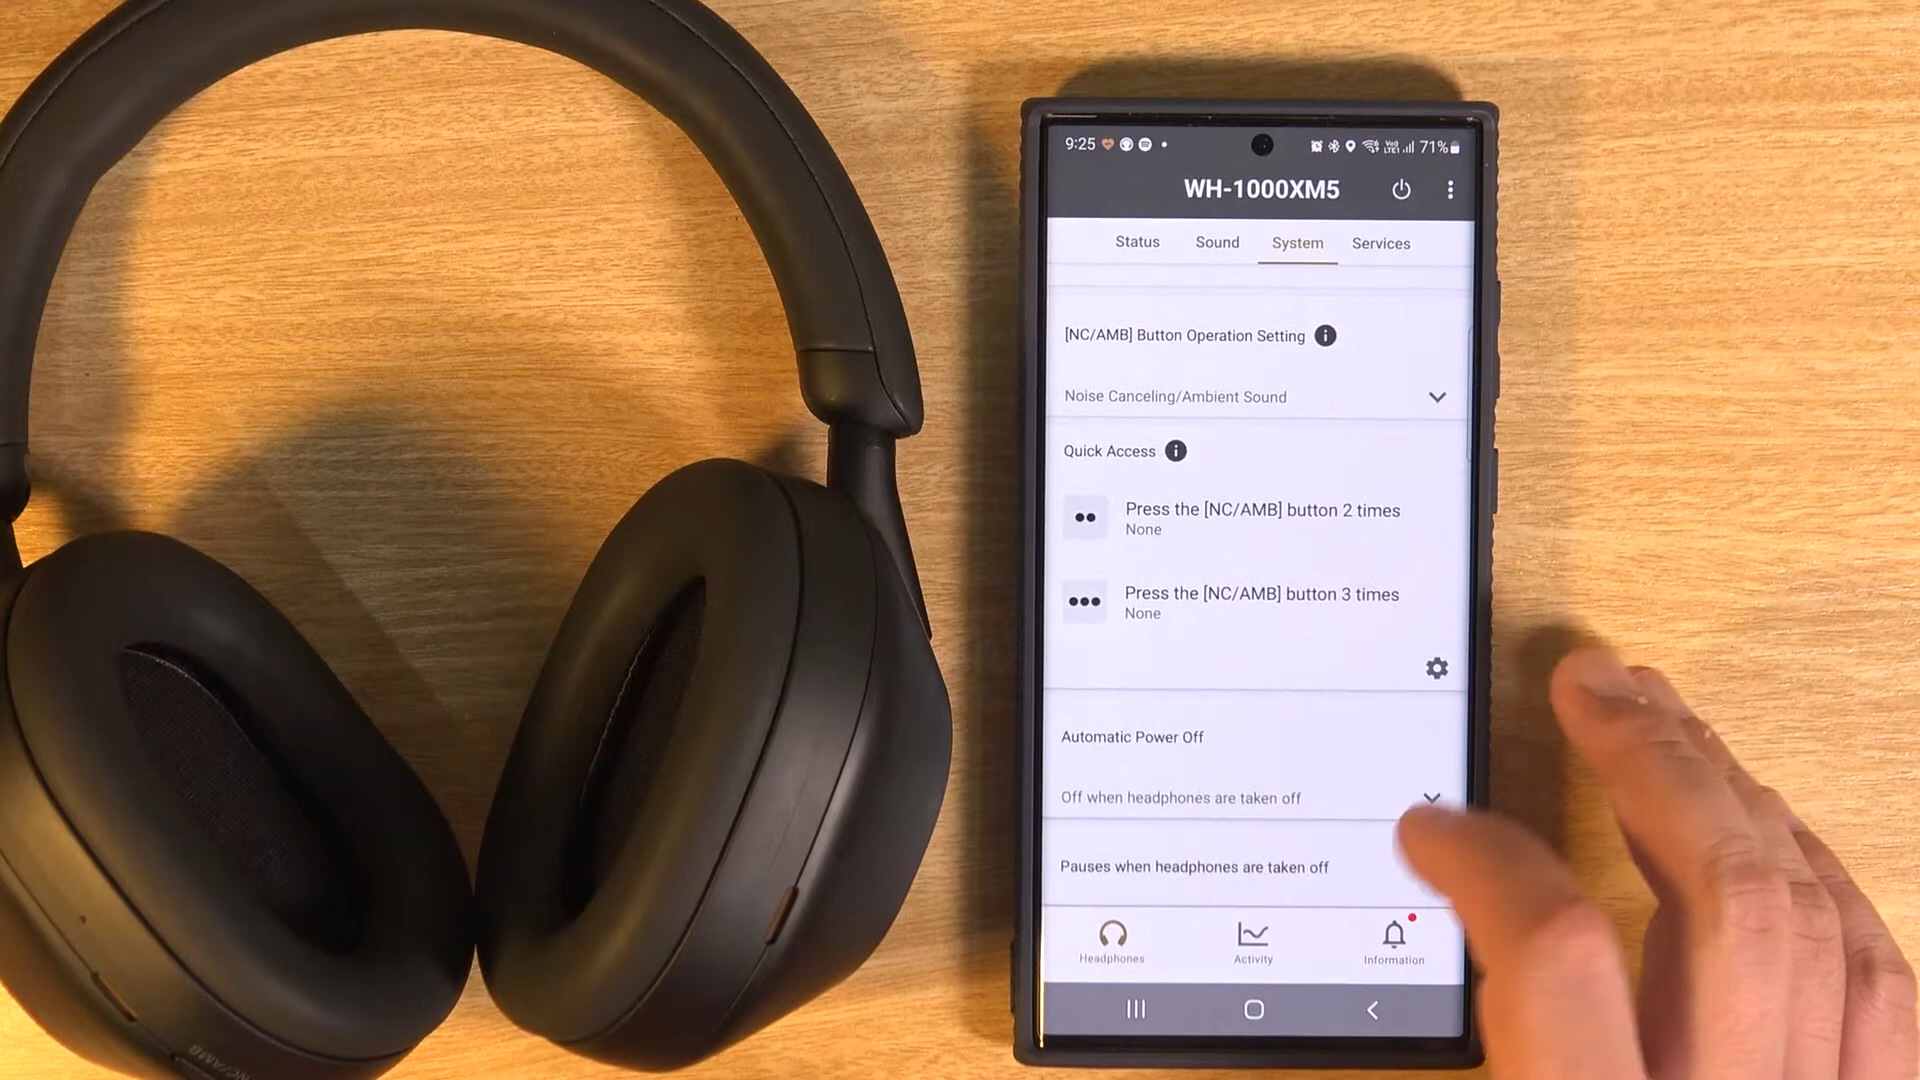 9:25
71%
WH-1000XM5
Status Sound System Services
[NC/AMB] Button Operation Setting
Noise Canceling/Ambient Sound
Quick Access
Press the [NC/AMB] button 2 times
None
Press the [NC/AMB] button 3 times
None
Automatic Power Off
Off when headphones are taken off
Pauses when headphones are taken off
Headphones Activity Information
NC/AMB